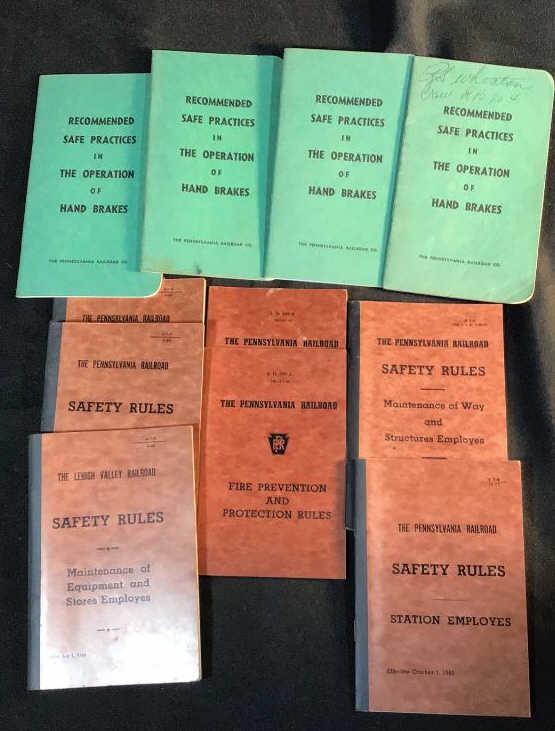 RECOMMENDED
SAFE PRACTICES
IN
THE OPERATION
OF
HAND BRAKES
THE PENNSYLVANIA RAILROAD CO.
RECOMMENDED
SAFE PRACTICES
IN
THE OPERATION
OF
HAND BRAKES
THE PENNSYLVANIA RAILROAD CO.
RECOMMENDED
SAFE PRACTICES
IN
THE OPERATION
OF
HAND BRAKES
THE PENNSYLVANIA RAILROAD CO.
RECOMMENDED
SAFE PRACTICES
IN
THE OPERATION
OF
HAND BRAKES
THE PENNSYLVANIA RAILROAD CO.
THE PENNSYLVANIA RAILROAD
THE PENNSYLVANIA RAILROAD
SAFETY RULES
THE LEHIGH VALLEY RAILROAD
SAFETY RULES
Maintenance of
Equipment and
Stores Employes
THE PENNSYLVANIA RAILROAD
THE PENNSYLVANIA RAILROAD
PRR
FIRE PREVENTION
AND
PROTECTION RULES
THE PENNSYLVANIA RAILROAD
SAFETY RULES
Maintenance of Way
and
Structures Employes
THE PENNSYLVANIA RAILROAD
SAFETY RULES
STATION EMPLOYES
Effective October 1,